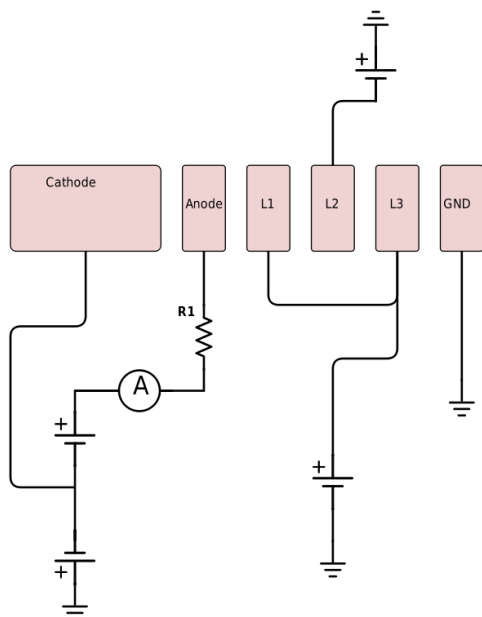 +
Cathode
Anode
L1
L2
L3
GND
R1
A
+
+
+